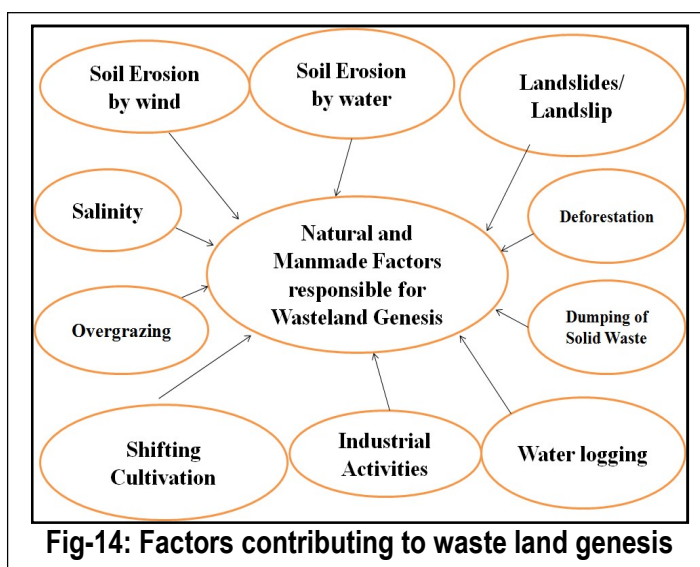 Soil Erosion
by wind
Soil Erosion
by water
Landslides/
Landslip
Salinity
Natural and
Manmade Factors
responsible for
Wasteland Genesis
Deforestation
Overgrazing
Dumping of
Solid Waste
Shifting
Cultivation
Industrial
Activities
Water logging
Fig-14: Factors contributing to waste land genesis